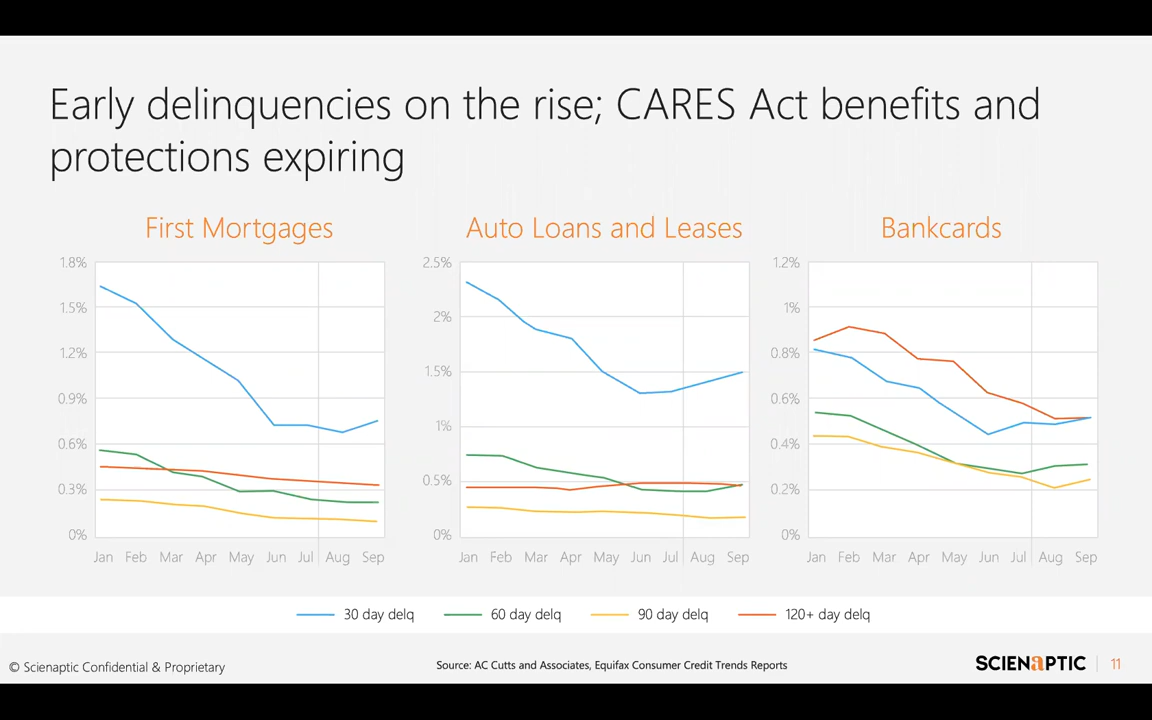 Early delinquencies on the rise; CARES Act benefits and
protections expiring
First Mortgages
1.8%
1.5%
1.2%
0.9%
0.6%
0.3%
0%
Jan Feb Mar Apr May Jun Jul Aug Sep
Auto Loans and Leases
2.5%
2%
1.5%
1%
0.5%
0%
Jan Feb Mar Apr May Jun Jul Aug Sep
Bankcards
1.2%
1%
0.8%
0.6%
0.4%
0.2%
0%
Jan Feb Mar Apr May Jun Jul Aug Sep
30 day delq 60 day delq 90 day delq 120+ day delq
© Scienaptic Confidential & Proprietary
Source: AC Cutts and Associates, Equifax Consumer Credit Trends Reports
SCIENaPTIC 11